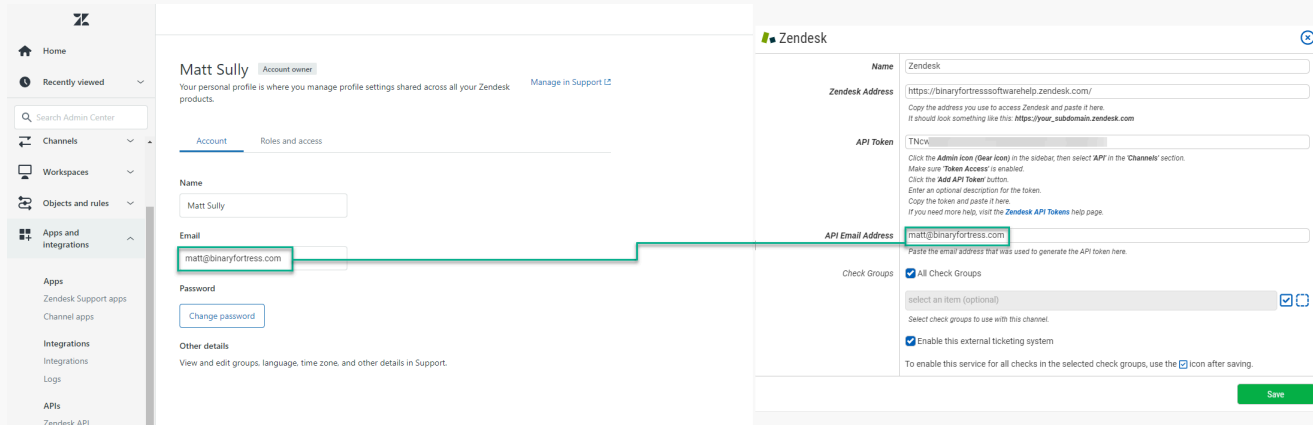 Home
Recently viewed
Search Admin Center
Channels
Workspaces
Objects and rules
Apps and
integrations
Apps
Zendesk Support apps
Channel apps
Integrations
Integrations
Logs
APIs
Zendesk API
Matt Sully Account owner
Your personal profile is where you manage profile settings shared across all your Zendesk
products.
Manage in Support
Account Roles and access
Name
Matt Sully
Email
matt@binaryfortress.com
Password
Change password
Other details
View and edit groups, language, time zone, and other details in Support.
Zendesk
Name Zendesk
Zendesk Address https://binaryfortresssoftwarehelp.zendesk.com/
Copy the address you use to access Zendesk and paste it here.
It should look something like this: https://your_subdomain.zendesk.com
API Token TNcw
Click the Admin icon (Gear icon) in the sidebar, then select 'API' in the 'Channels' section.
Make sure 'Token Access' is enabled.
Click the 'Add API Token' button.
Enter an optional description for the token.
Copy the token and paste it here.
If you need more help, visit the Zendesk API Tokens help page.
API Email Address matt@binaryfortress.com
Paste the email address that was used to generate the API token here.
Check Groups All Check Groups
select an item (optional)
Select check groups to use with this channel.
Enable this external ticketing system
To enable this service for all checks in the selected check groups, use the icon after saving.
Save